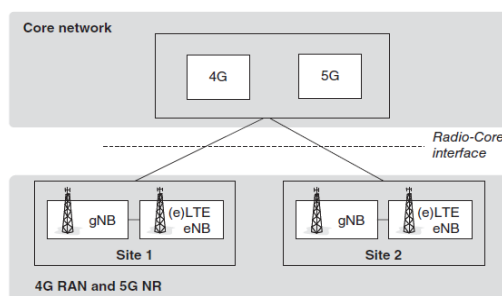 Core network
4G
5G
Radio-Core
interface
gNB
(e)LTE
eNB
Site 1
gNB
(e)LTE
eNB
Site 2
4G RAN and 5G NR